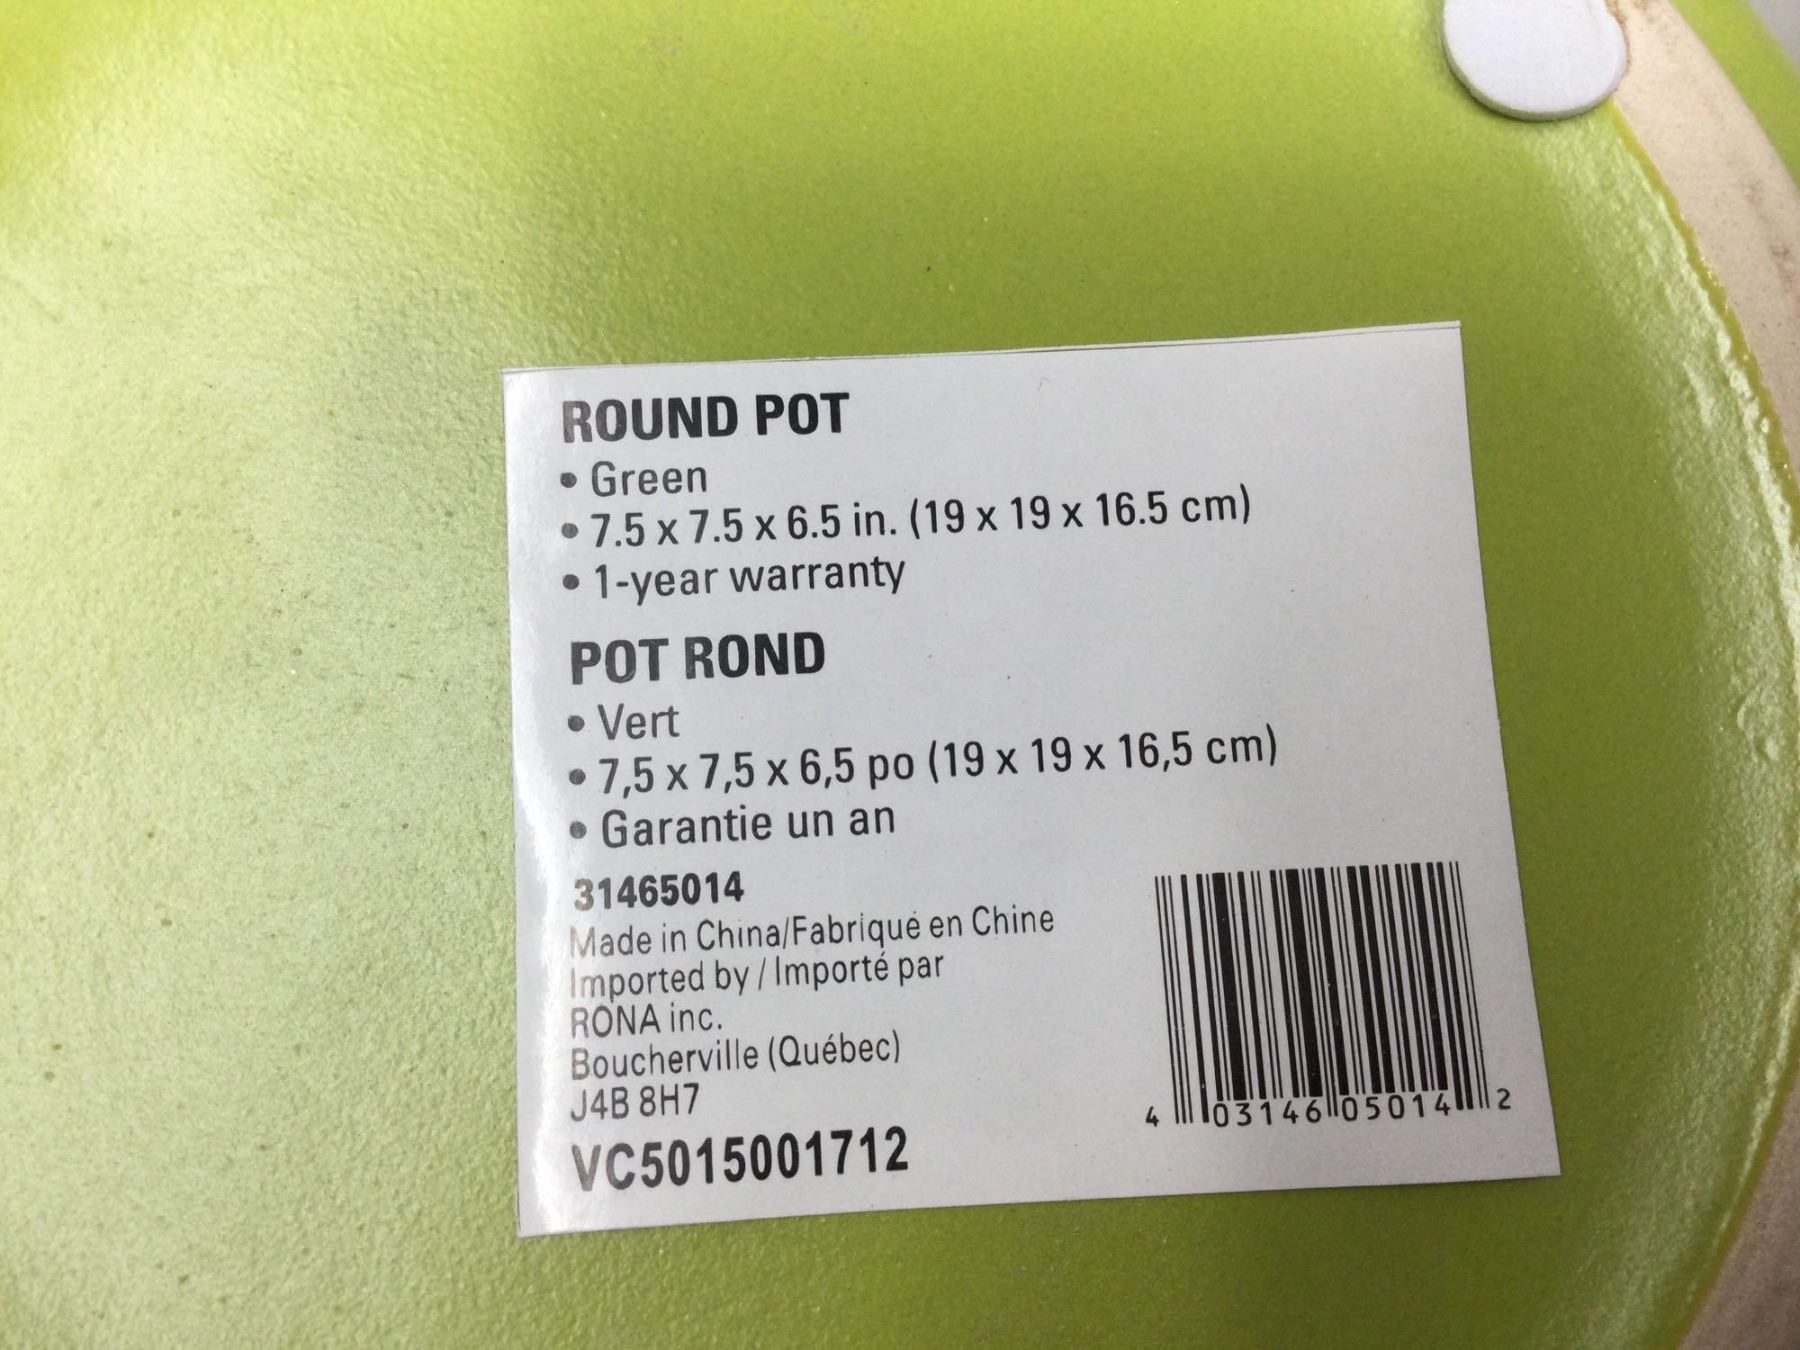 ROUND POT
• Green
• 7.5 x 7.5 x 6.5 in. (19 x 19 x 16.5 cm)
• 1-year warranty
POT ROND
• Vert
• 7,5 x 7,5 x 6,5 po (19 x 19 x 16,5 cm)
• Garantie un an
31465014
Made in China/Fabriqué en Chine
Imported by / Importé par
RONA inc.
Boucherville (Québec)
J4B 8H7
VC5015001712
4 03146 05014 2